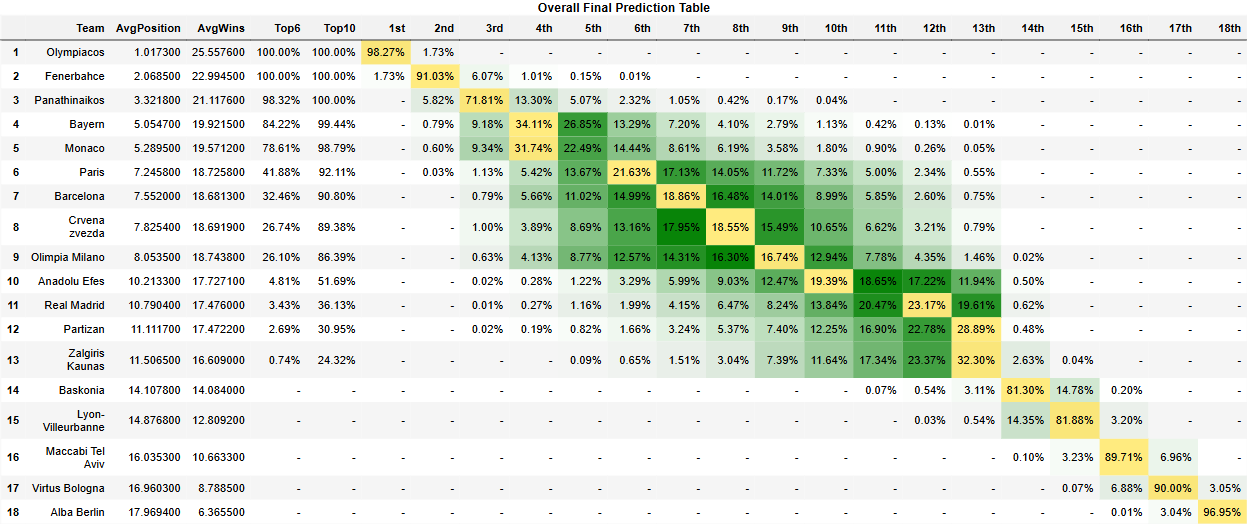 Overall Final Prediction Table
Team AvgPosition AvgWins Top6 Top10 1st 2nd 3rd 4th 5th 6th 7th 8th 9th 10th 11th 12th 13th 14th 15th 16th 17th 18th
1 Olympiacos 1.017300 25.557600 100.00% 100.00% 98.27% 1.73% - - - - - - - - - - - - - - - -
2 Fenerbahce 2.068500 22.994500 100.00% 100.00% 1.73% 91.03% 6.07% 1.01% 0.15% 0.01% - - - - - - - - - - - -
3 Panathinaikos 3.321800 21.117600 98.32% 100.00% - 5.82% 71.81% 13.30% 5.07% 2.32% 1.05% 0.42% 0.17% 0.04% - - - - - - - -
4 Bayern 5.054700 19.921500 84.22% 99.44% - 0.79% 9.18% 34.11% 26.85% 13.29% 7.20% 4.10% 2.79% 1.13% 0.42% 0.13% 0.01% - - - - -
5 Monaco 5.289500 19.571200 78.61% 98.79% - 0.60% 9.34% 31.74% 22.49% 14.44% 8.61% 6.19% 3.58% 1.80% 0.90% 0.26% 0.05% - - - - -
6 Paris 7.245800 18.725800 41.88% 92.11% - 0.03% 1.13% 5.42% 13.67% 21.63% 17.13% 14.05% 11.72% 7.33% 5.00% 2.34% 0.55% - - - - -
7 Barcelona 7.552000 18.681300 32.46% 90.80% - - 0.79% 5.66% 11.02% 14.99% 18.86% 16.48% 14.01% 8.99% 5.85% 2.60% 0.75% - - - - -
8 Crvena
zvezda 7.825400 18.691900 26.74% 89.38% - - 1.00% 3.89% 8.69% 13.16% 17.95% 18.55% 15.49% 10.65% 6.62% 3.21% 0.79% - - - - -
9 Olimpia Milano 8.053500 18.743800 26.10% 86.39% - - 0.63% 4.13% 8.77% 12.57% 14.31% 16.30% 16.74% 12.94% 7.78% 4.35% 1.46% 0.02% - - - -
10 Anadolu Efes 10.213300 17.727100 4.81% 51.69% - - 0.02% 0.28% 1.22% 3.29% 5.99% 9.03% 12.47% 19.39% 18.65% 17.22% 11.94% 0.50% - - - -
11 Real Madrid 10.790400 17.476000 3.43% 36.13% - - 0.01% 0.27% 1.16% 1.99% 4.15% 6.47% 8.24% 13.84% 20.47% 23.17% 19.61% 0.62% - - - -
12 Partizan 11.111700 17.472200 2.69% 30.95% - - 0.02% 0.19% 0.82% 1.66% 3.24% 5.37% 7.40% 12.25% 16.90% 22.78% 28.89% 0.48% - - - -
13 Zalgiris
Kaunas 11.506500 16.609000 0.74% 24.32% - - - - 0.09% 0.65% 1.51% 3.04% 7.39% 11.64% 17.34% 23.37% 32.30% 2.63% 0.04% - - -
14 Baskonia 14.107800 14.084000 - - - - - - - - - - - - 0.07% 0.54% 3.11% 81.30% 14.78% 0.20% - -
15 Lyon-
Villeurbanne 14.876800 12.809200 - - - - - - - - - - - - - 0.03% 0.54% 14.35% 81.88% 3.20% - -
16 Maccabi Tel
Aviv 16.035300 10.663300 - - - - - - - - - - - - - - - 0.10% 3.23% 89.71% 6.96% -
17 Virtus Bologna 16.960300 8.788500 - - - - - - - - - - - - - - - - 0.07% 6.88% 90.00% 3.05%
18 Alba Berlin 17.969400 6.365500 - - - - - - - - - - - - - - - - - 0.01% 3.04% 96.95%